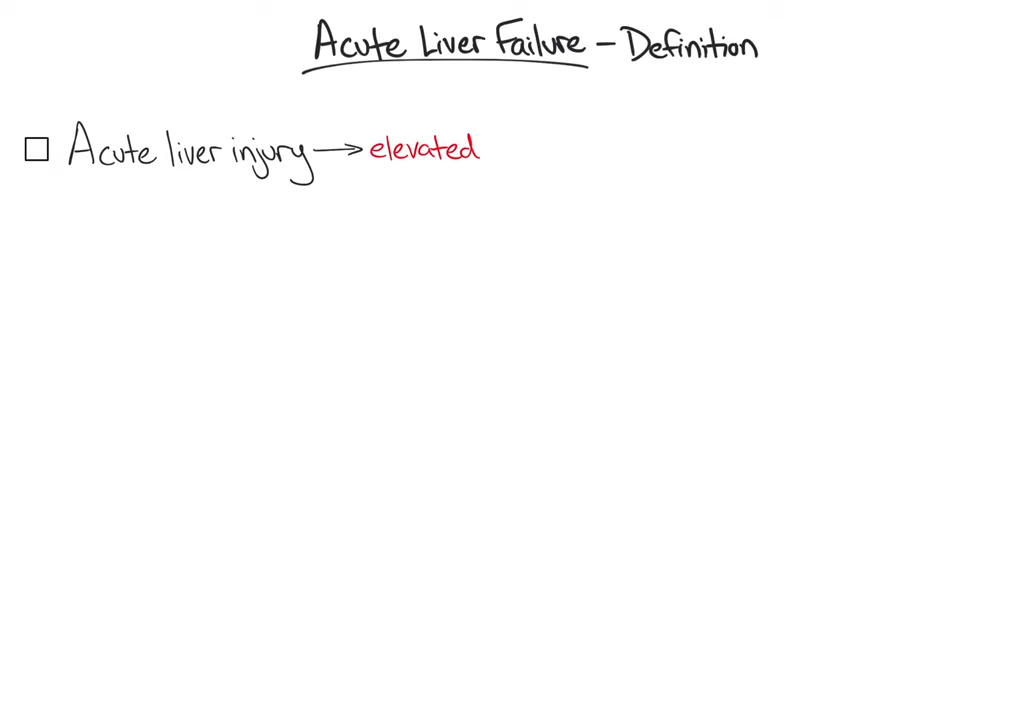 Acute Liver Failure – Definition
□ Acute liver injury → elevated